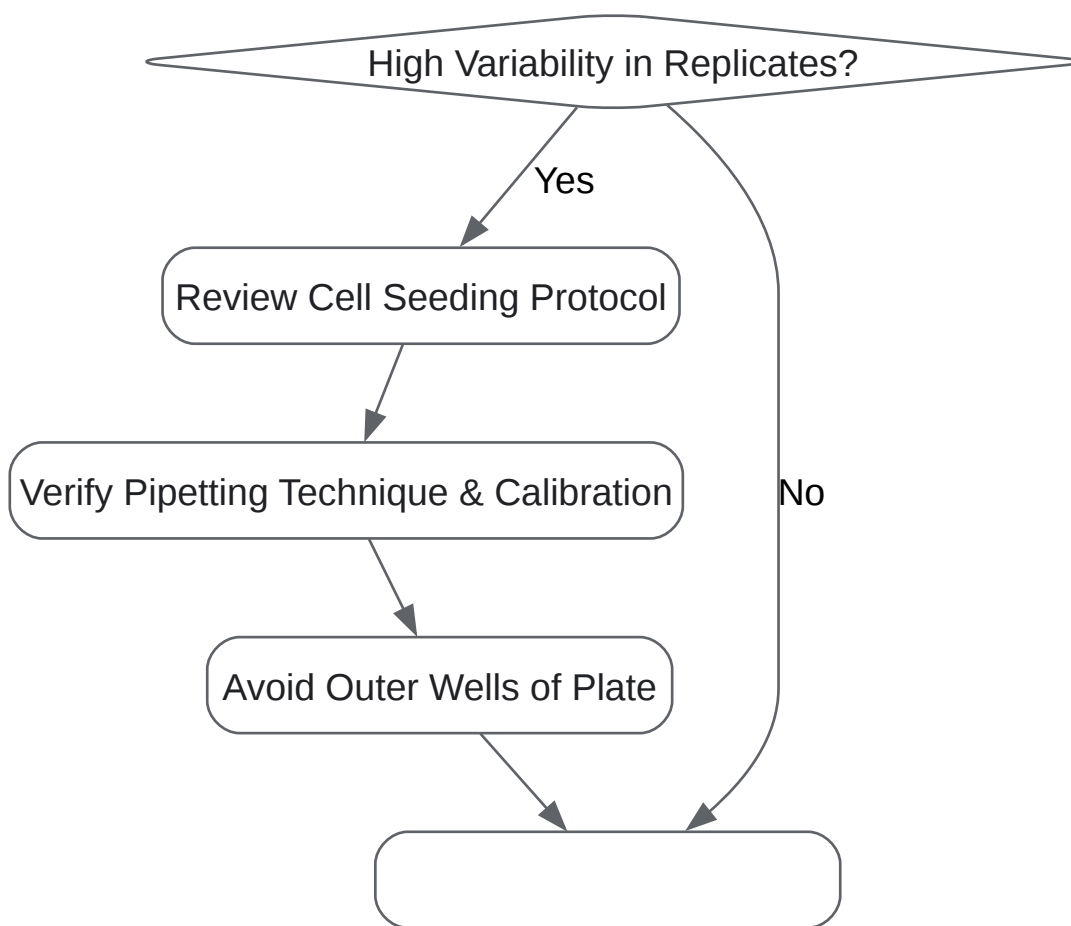 High Variability in Replicates?
Yes
Review Cell Seeding Protocol
Verify Pipetting Technique & Calibration
No
Avoid Outer Wells of Plate